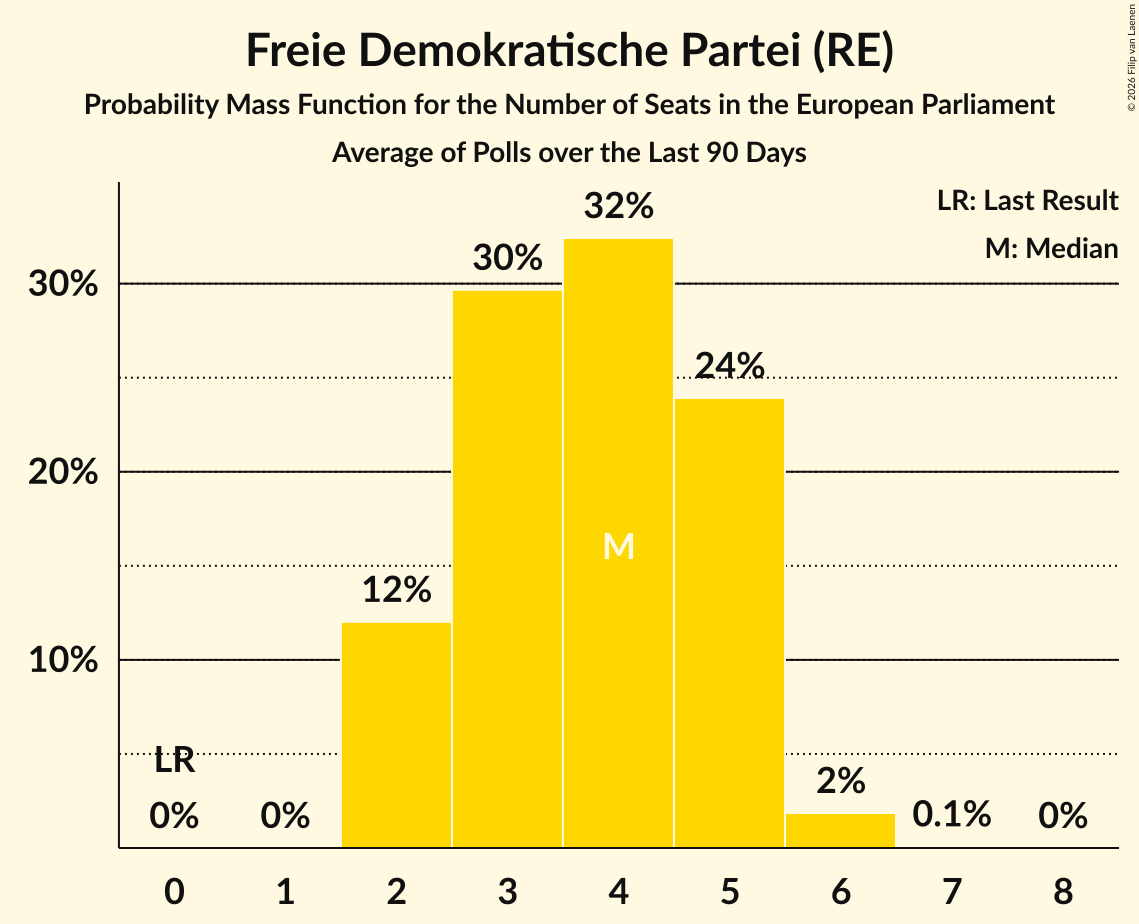 Freie Demokratische Partei (RE)
Probability Mass Function for the Number of Seats in the European Parliament
Average of Polls over the Last 90 Days
© 2026 Filip van Laenen
LR: Last Result
M: Median
32%
30%
30%
24%
20%
M
12%
10%
LR
2%
0%
0%
0.1%
0%
0 1 2 3 4 5 6 7 8